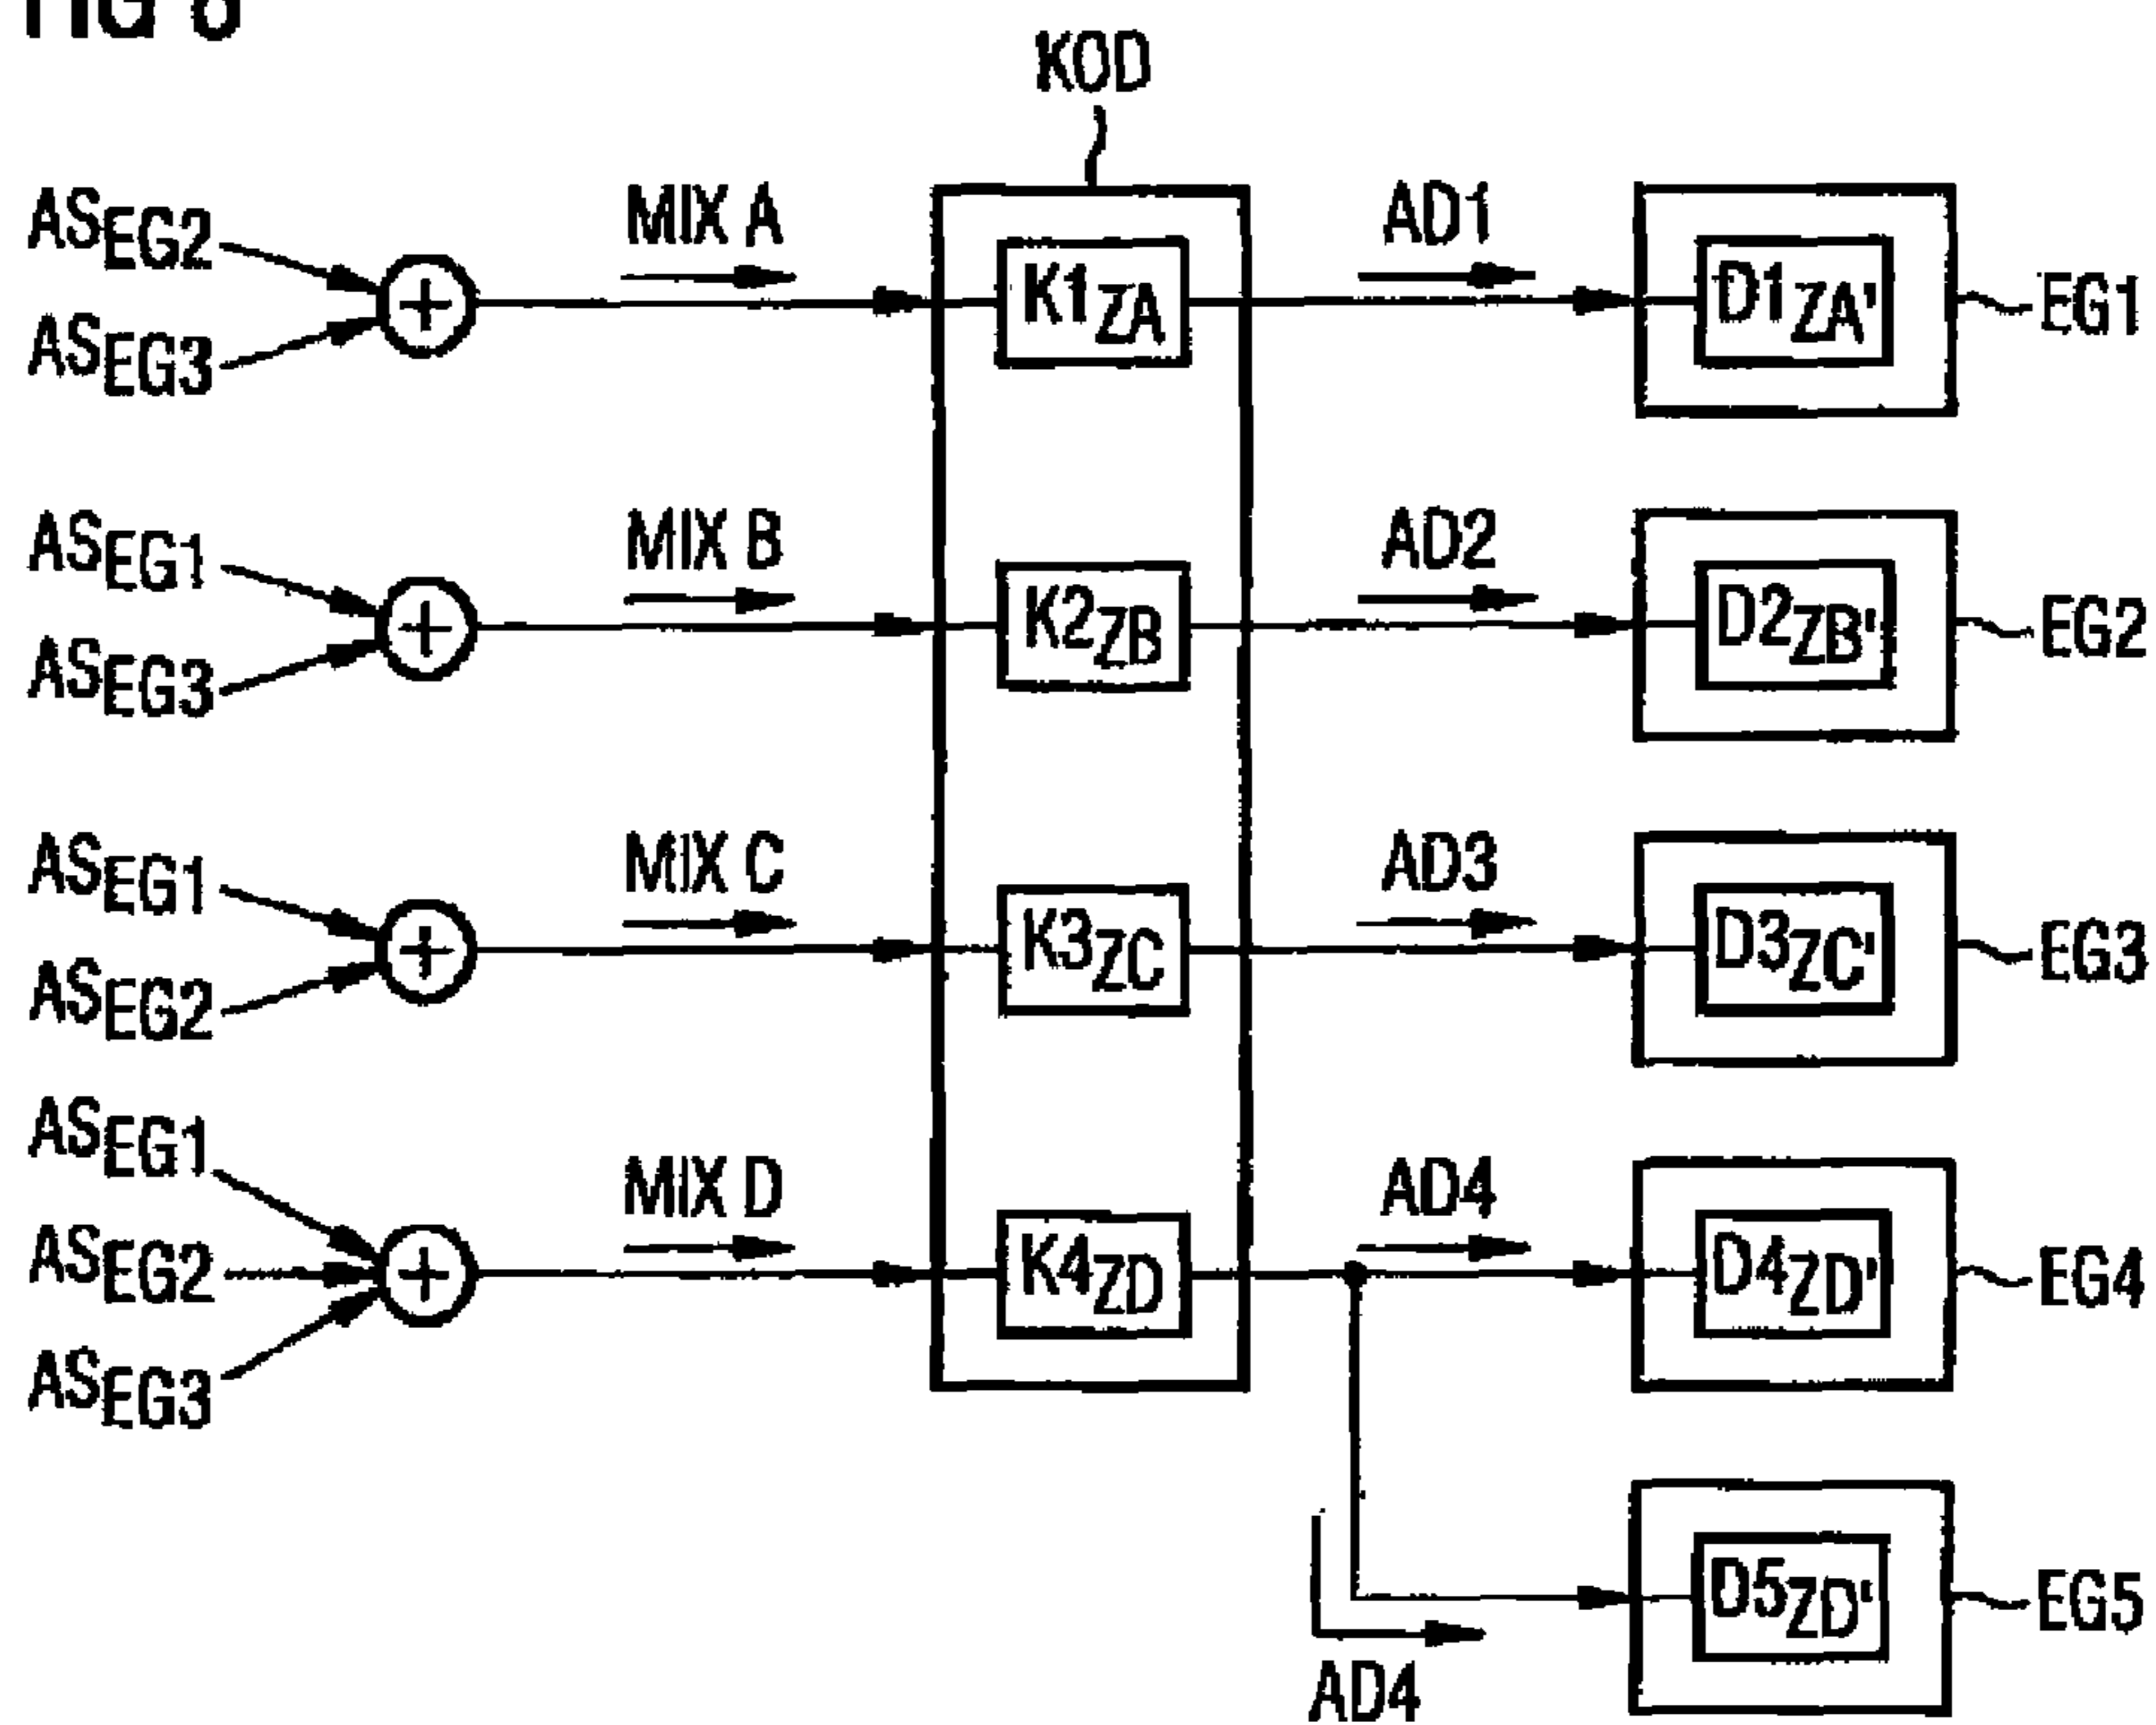 KOD
AS_EG2 MIX A AD1
K1_ZA D1_ZA' EG1
AS_EG3
AS_EG1 MIX B AD2
K2_ZB D2_ZB' EG2
AS_EG3
AS_EG1 MIX C AD3
K3_ZC D3_ZC' EG3
AS_EG2
AS_EG1
MIX D AD4
AS_EG2 K4_ZD D4_ZD' EG4
AS_EG3
D5_ZD' EG5
AD4